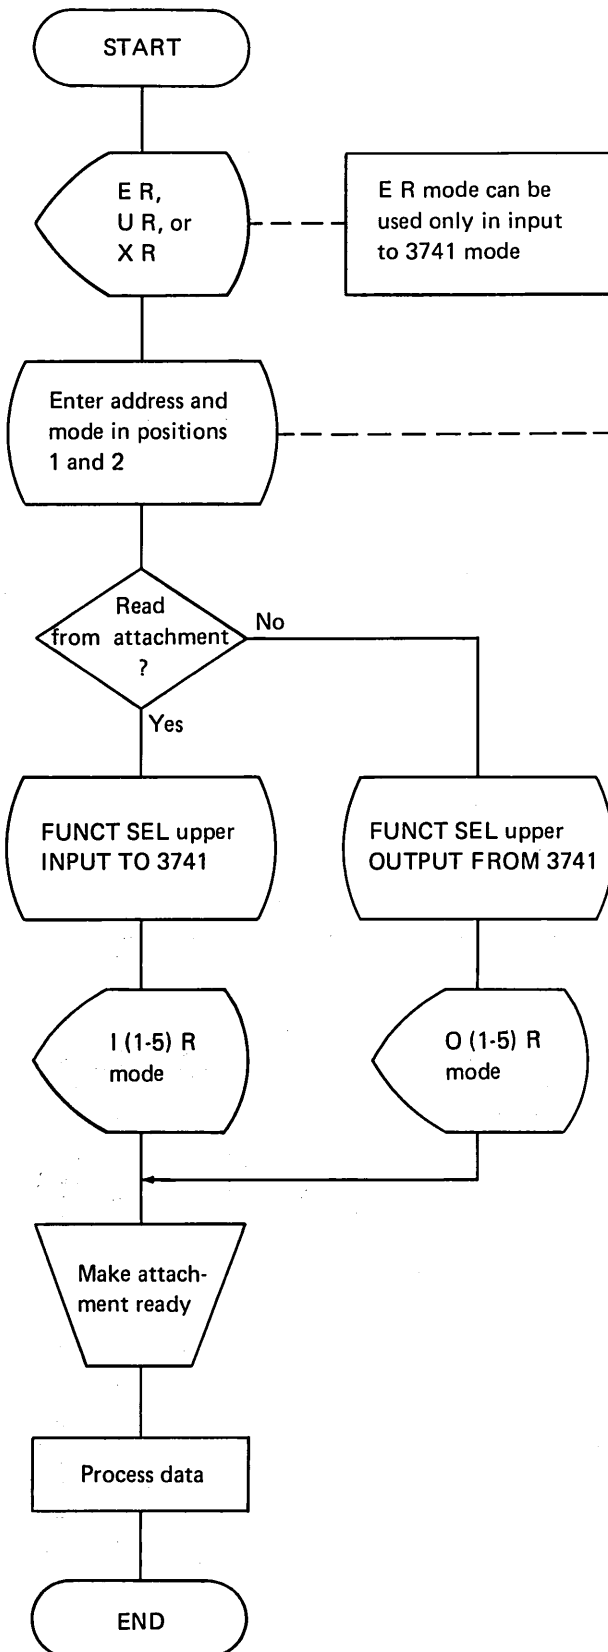 START
E R,
U R, or
X R
E R mode can be
used only in input
to 3741 mode
Enter address and
mode in positions
1 and 2
Read
from attachment
?
No
Yes
FUNCT SEL upper
INPUT TO 3741
FUNCT SEL upper
OUTPUT FROM 3741
I (1-5) R
mode
O (1-5) R
mode
Make attach-
ment ready
Process data
END